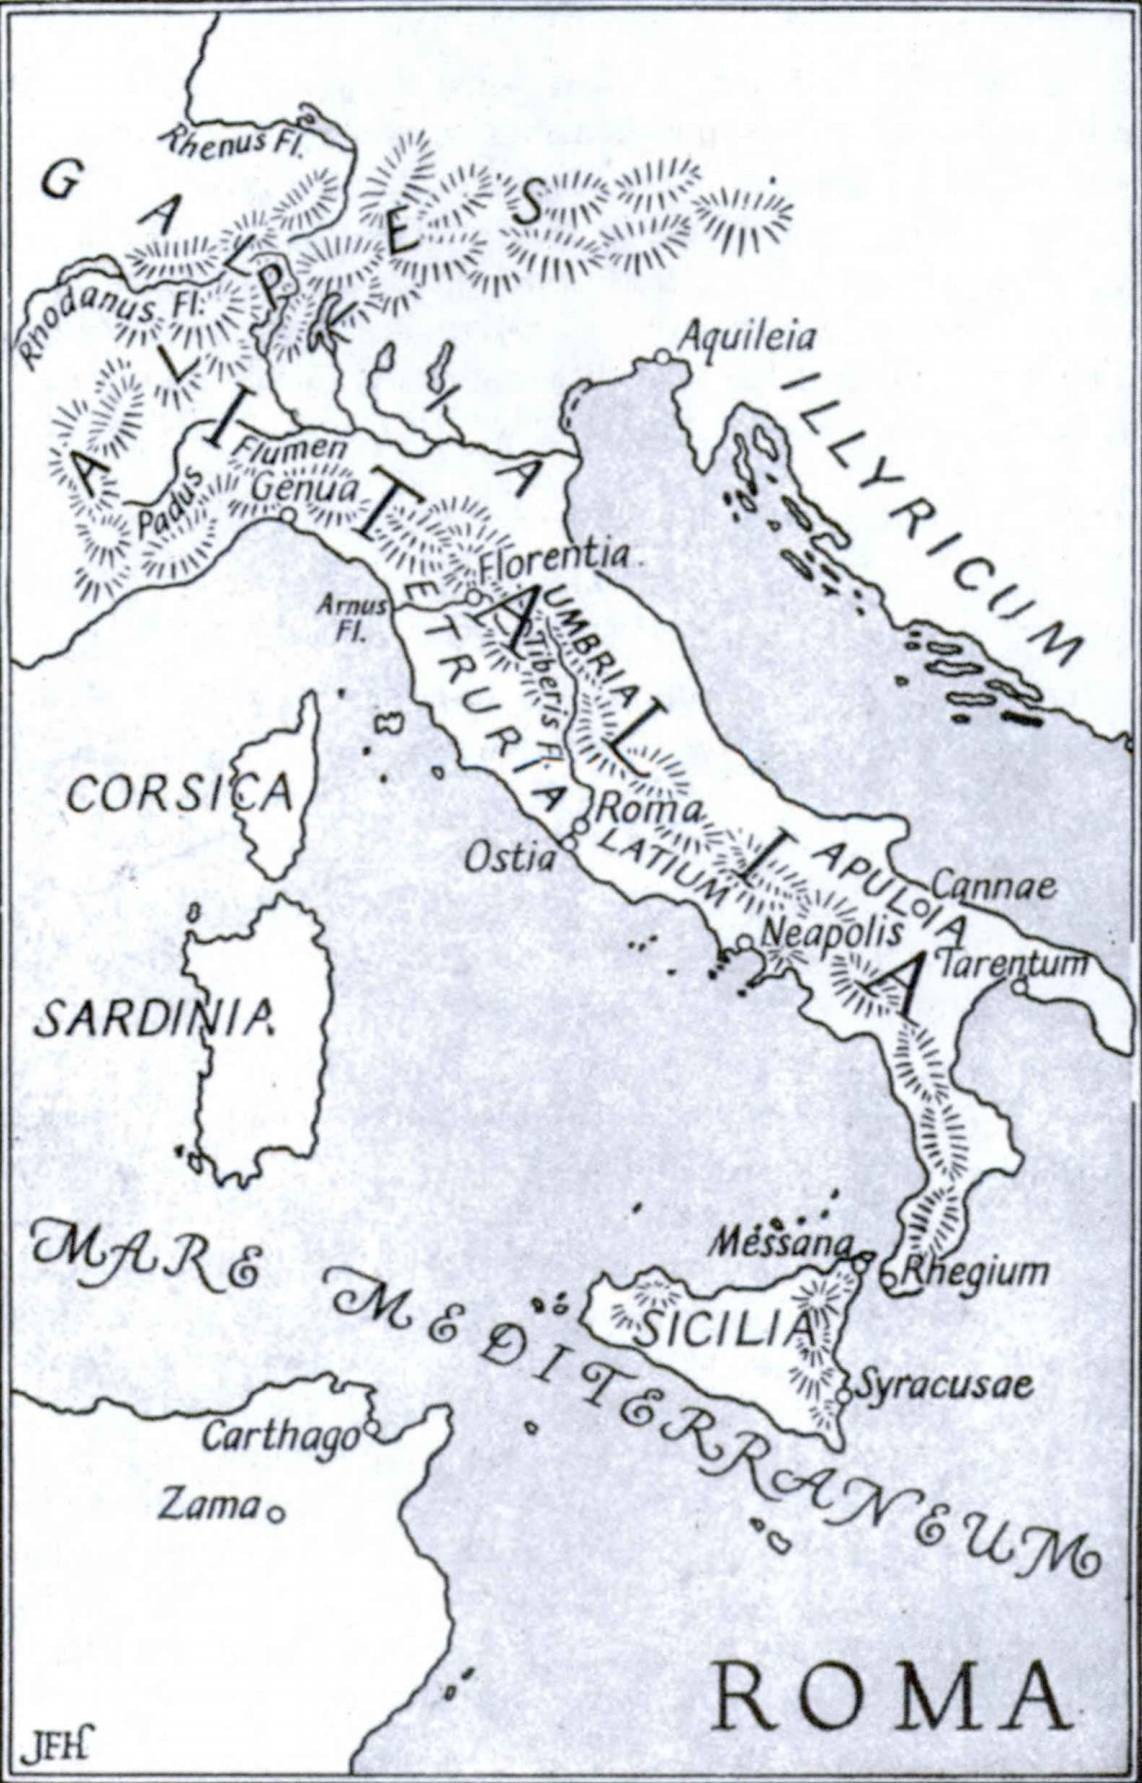 Rhenus Fl.
GALLIA
ALPES
Rhodanus Fl.
Aquileia
ILLYRICUM
Padus Flumen
Genua
ITALIA
Florentia
Arnus
Fl.
ETRURIA
UMBRIA
Tiberis Fl.
CORSICA
Roma
Ostia
LATIUM
APULIA
Cannae
Neapolis
Tarentum
SARDINIA
MARE MEDITERRANEUM
Messana
Rhegium
SICILIA
Syracusae
Carthago
Zama
ROMA
JFH